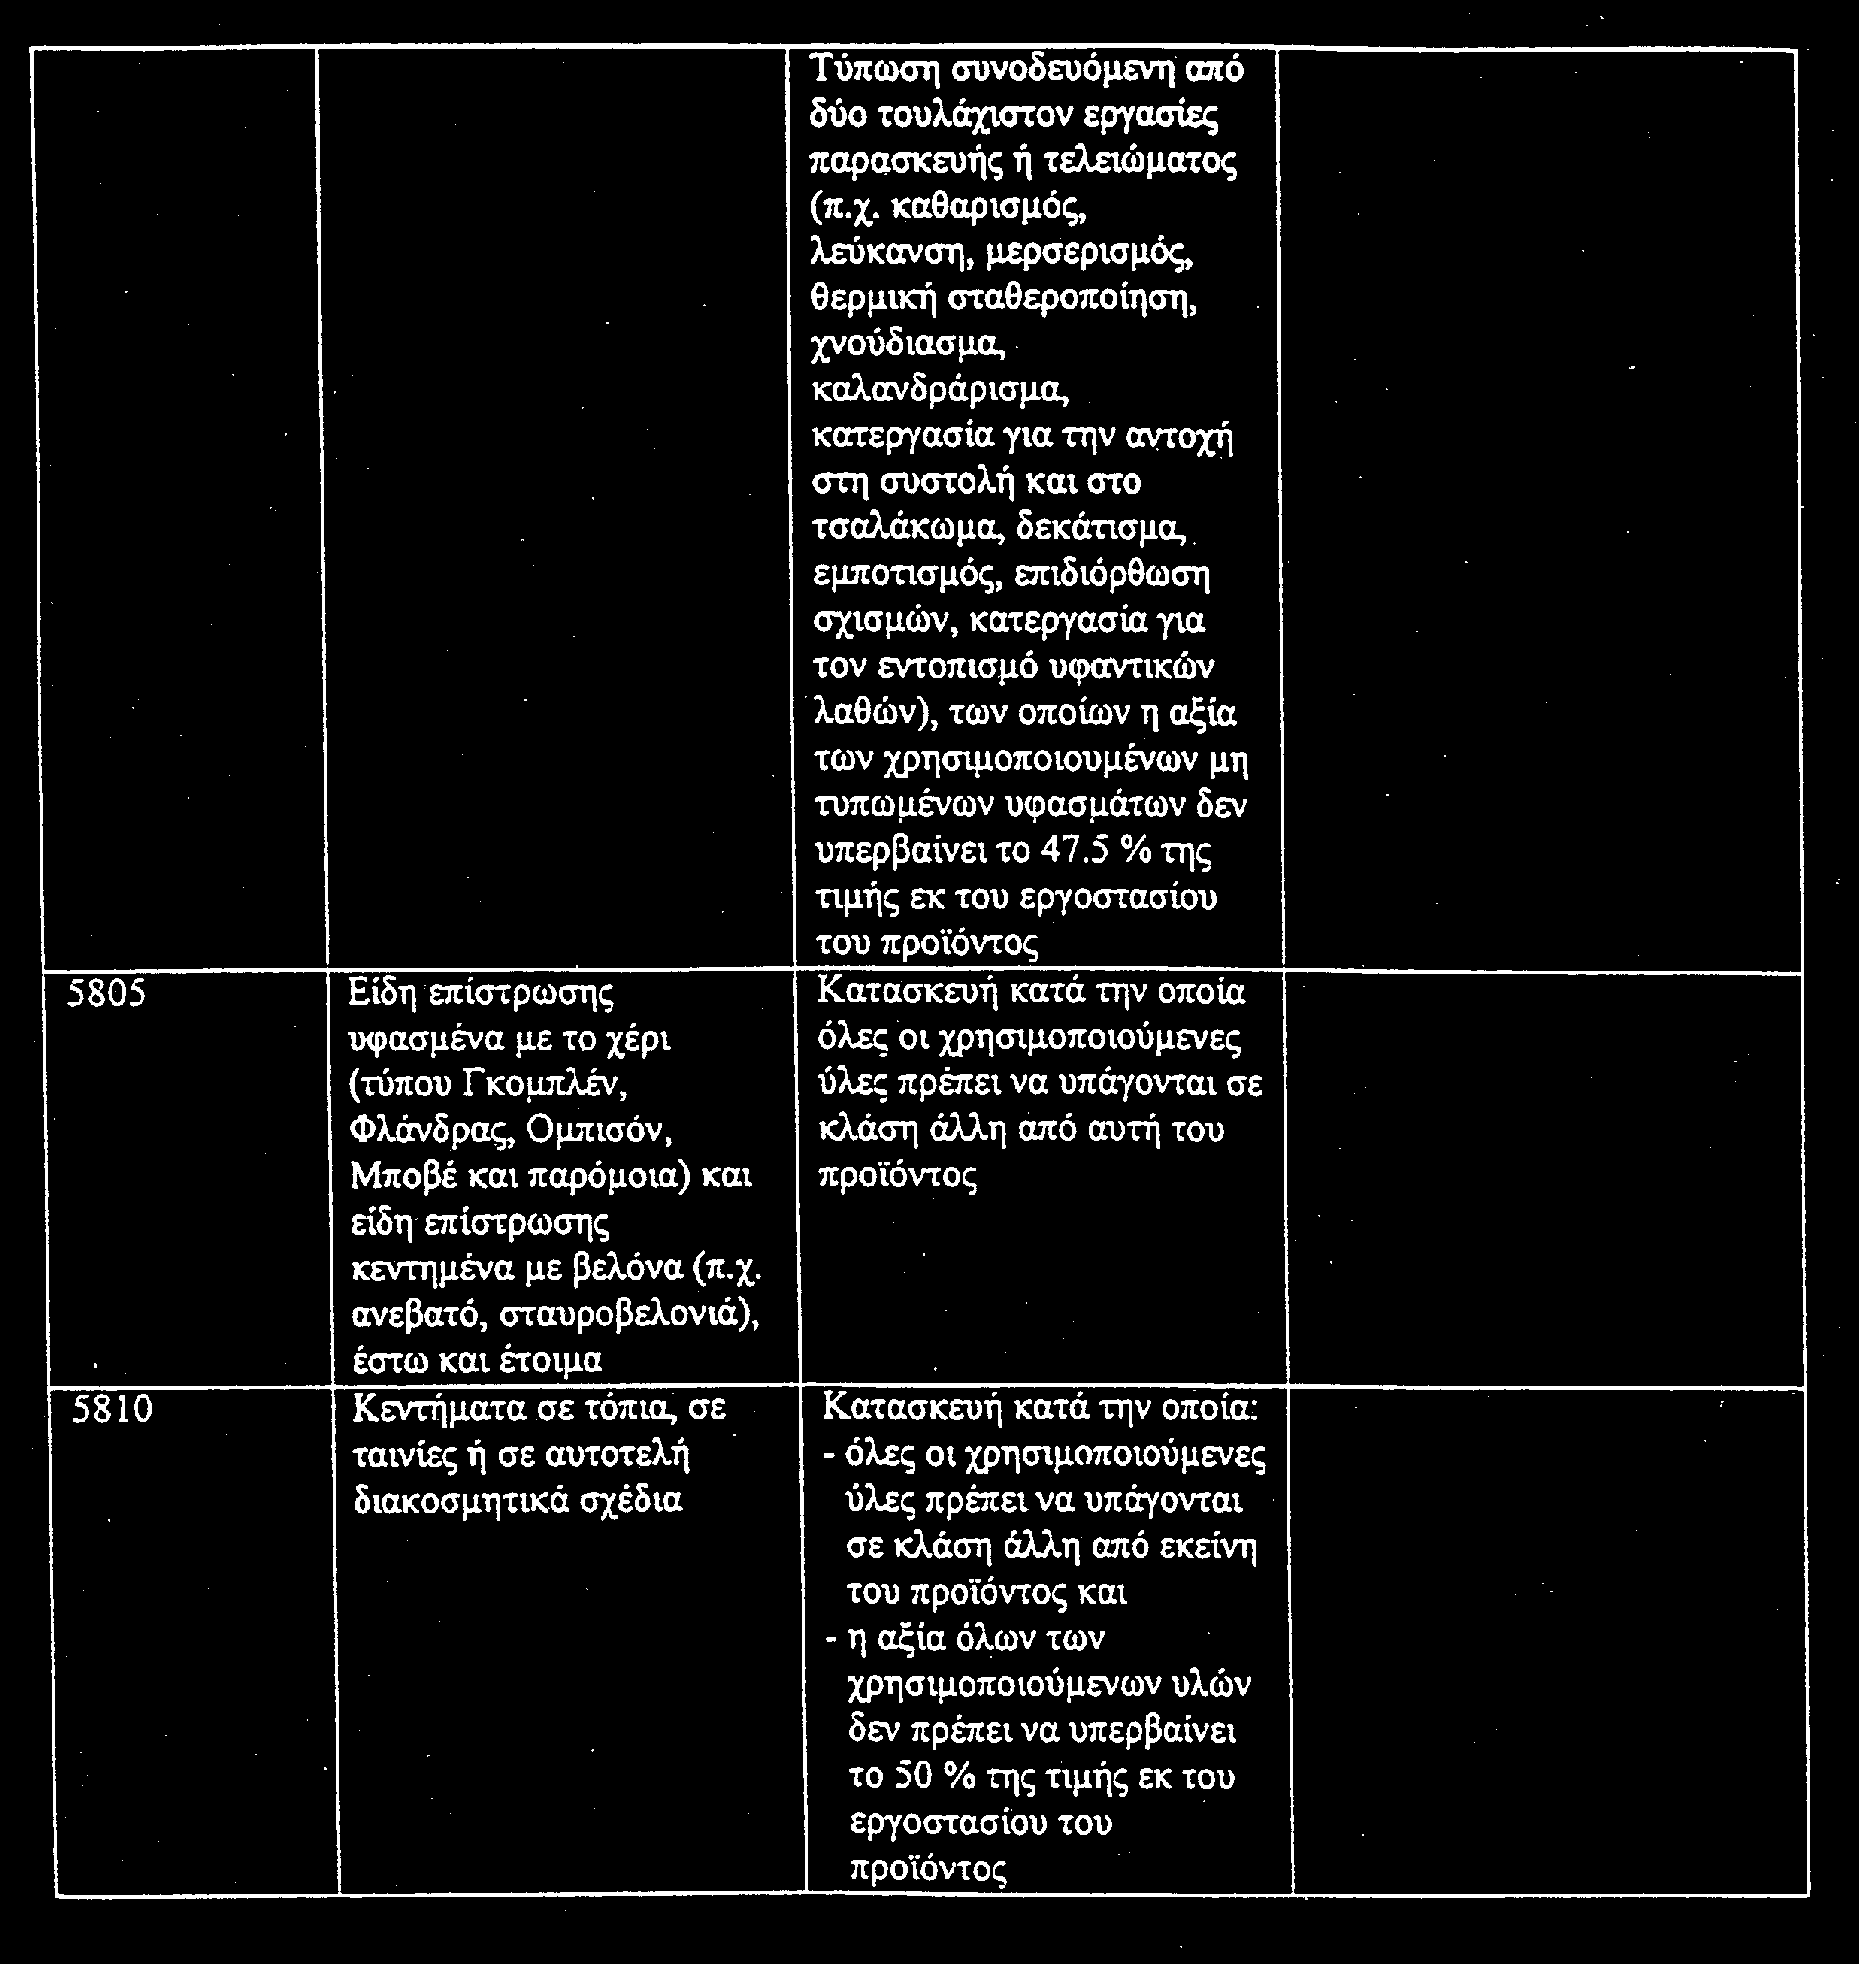 Τύπωση συνοδευόμενη από
δύο τουλάχιστον εργασίες
παρασκευής ή τελειώματος
(π.χ. καθαρισμός,
λεύκανση, μερσερισμός,
θερμική σταθεροποίηση,
χνούδιασμα,
καλανδράρισμα,
κατεργασία για την αντοχή
στη συστολή και στο
τσαλάκωμα, δεκάτισμα,
εμποτισμός, επιδιόρθωση
σχισμών, κατεργασία για
τον εντοπισμό υφαντικών
λαθών), των οποίων η αξία
των χρησιμοποιουμένων μη
τυπωμένων υφασμάτων δεν
υπερβαίνει το 47.5 % της
τιμής εκ του εργοστασίου
του προϊόντος
5805
Είδη επίστρωσης
υφασμένα με το χέρι
(τύπου Γκομπλέν,
Φλάνδρας, Ομπισόν,
Μποβέ και παρόμοια) και
είδη επίστρωσης
κεντημένα με βελόνα (π.χ.
ανεβατό, σταυροβελονιά),
έστω και έτοιμα
Κατασκευή κατά την οποία
όλες οι χρησιμοποιούμενες
ύλες πρέπει να υπάγονται σε
κλάση άλλη από αυτή του
προϊόντος
5810
Κεντήματα σε τόπια, σε
ταινίες ή σε αυτοτελή
διακοσμητικά σχέδια
Κατασκευή κατά την οποία:
- όλες οι χρησιμοποιούμενες
ύλες πρέπει να υπάγονται
σε κλάση άλλη από εκείνη
του προϊόντος και
- η αξία όλων των
χρησιμοποιούμενων υλών
δεν πρέπει να υπερβαίνει
το 50 % της τιμής εκ του
εργοστασίου του
προϊόντος